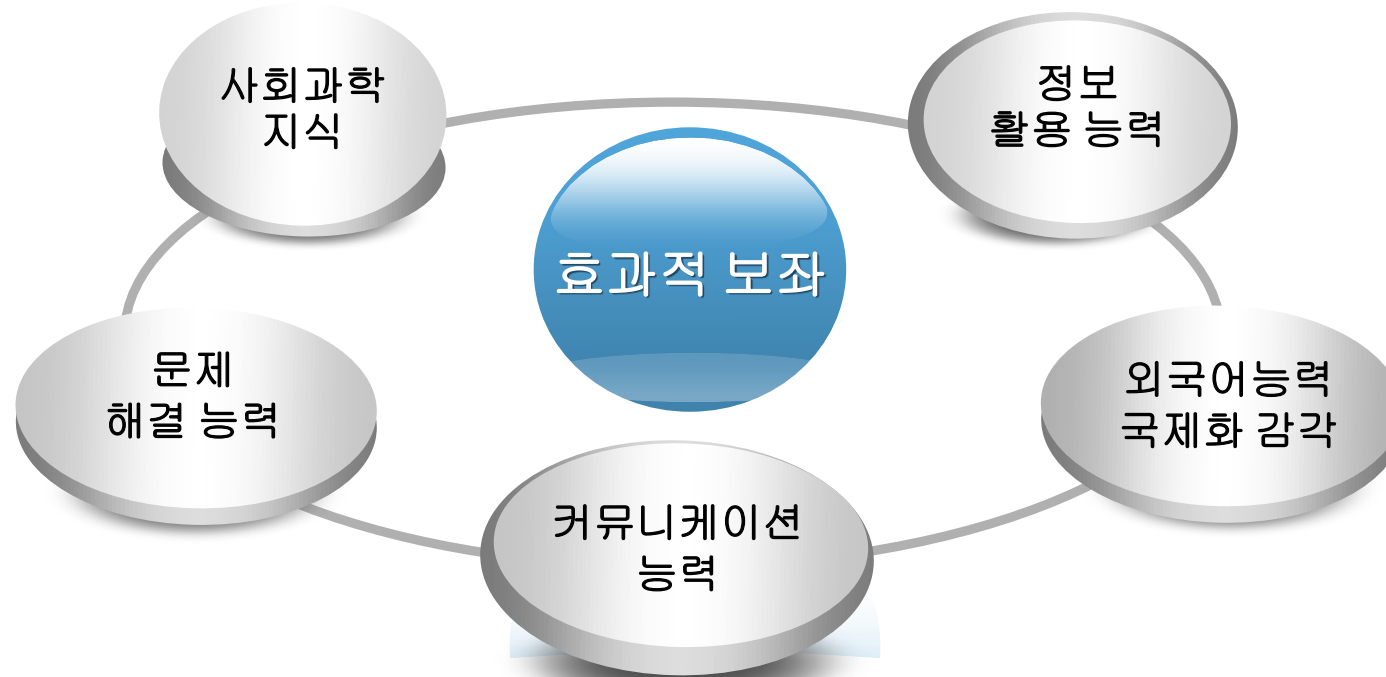 사회과학
지식
정보
활용 능력
효과적 보좌
문제
해결 능력
외국어능력
국제화 감각
커뮤니케이션
능력